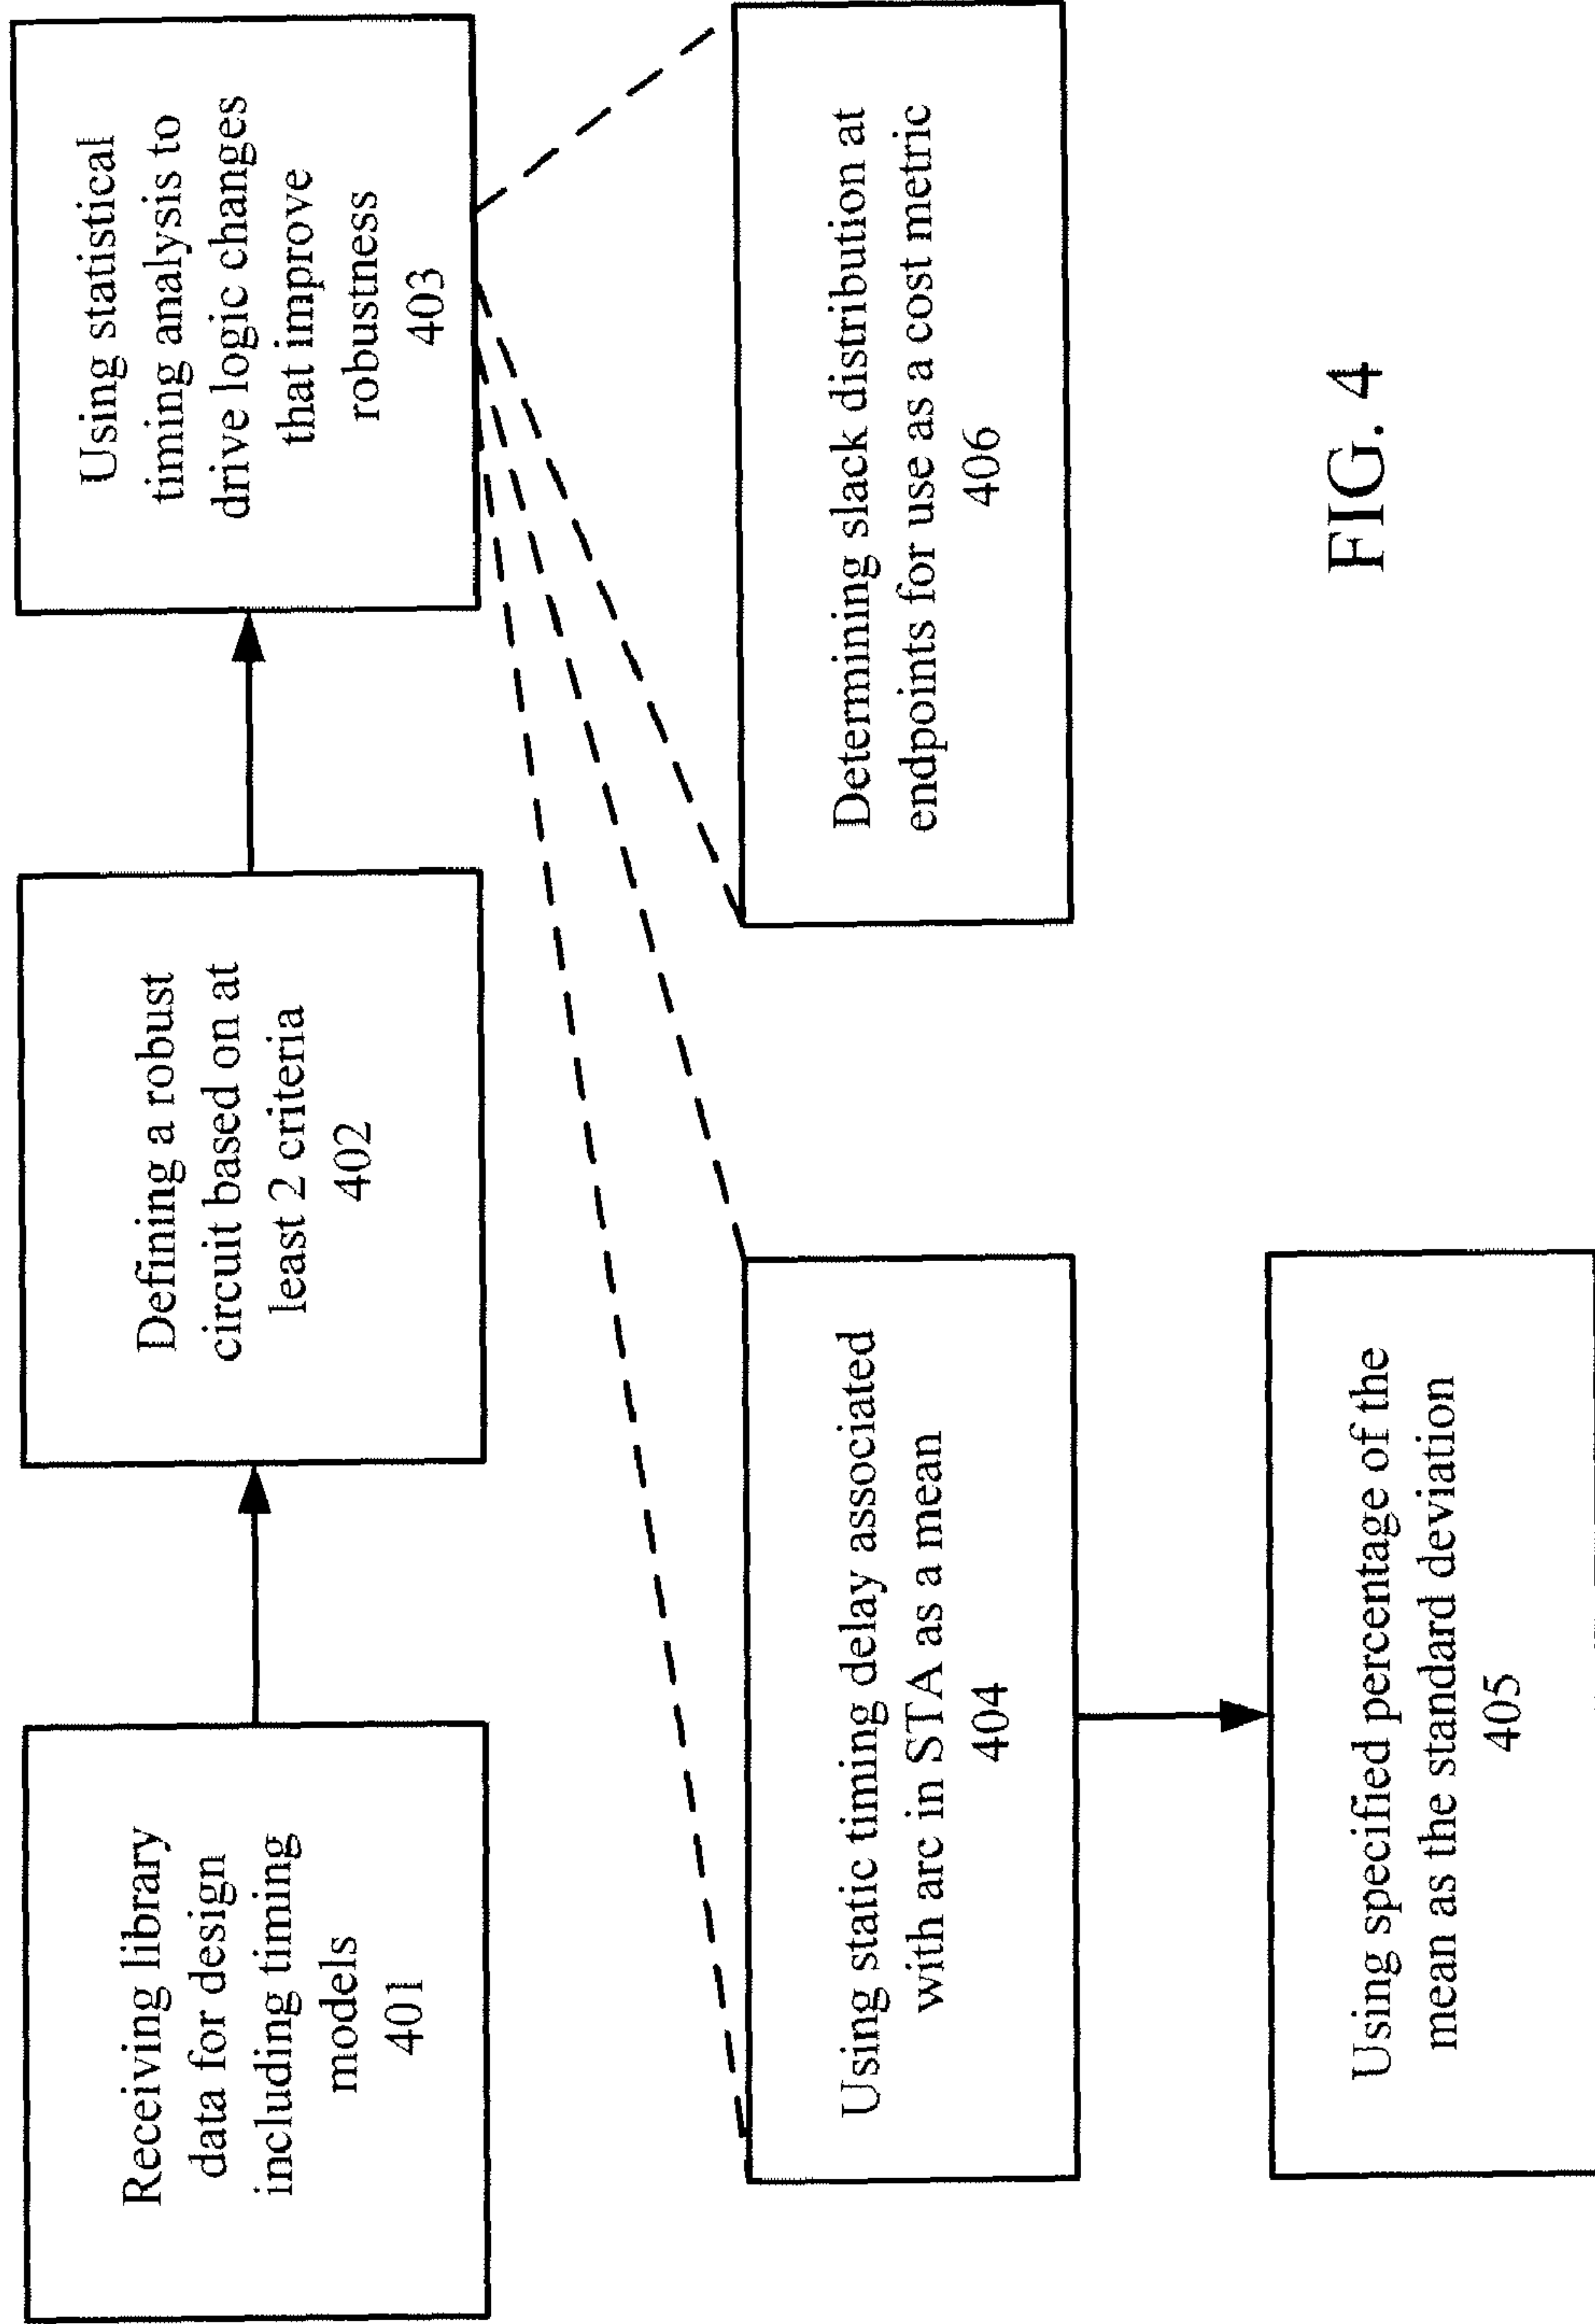 Receiving library
data for design
including timing
models
401
Defining a robust
circuit based on at
least 2 criteria
402
Using statistical
timing analysis to
drive logic changes
that improve
robustness
403
Using static timing delay associated
with arc in STA as a mean
404
Determining slack distribution at
endpoints for use as a cost metric
406
Using specified percentage of the
mean as the standard deviation
405
FIG. 4